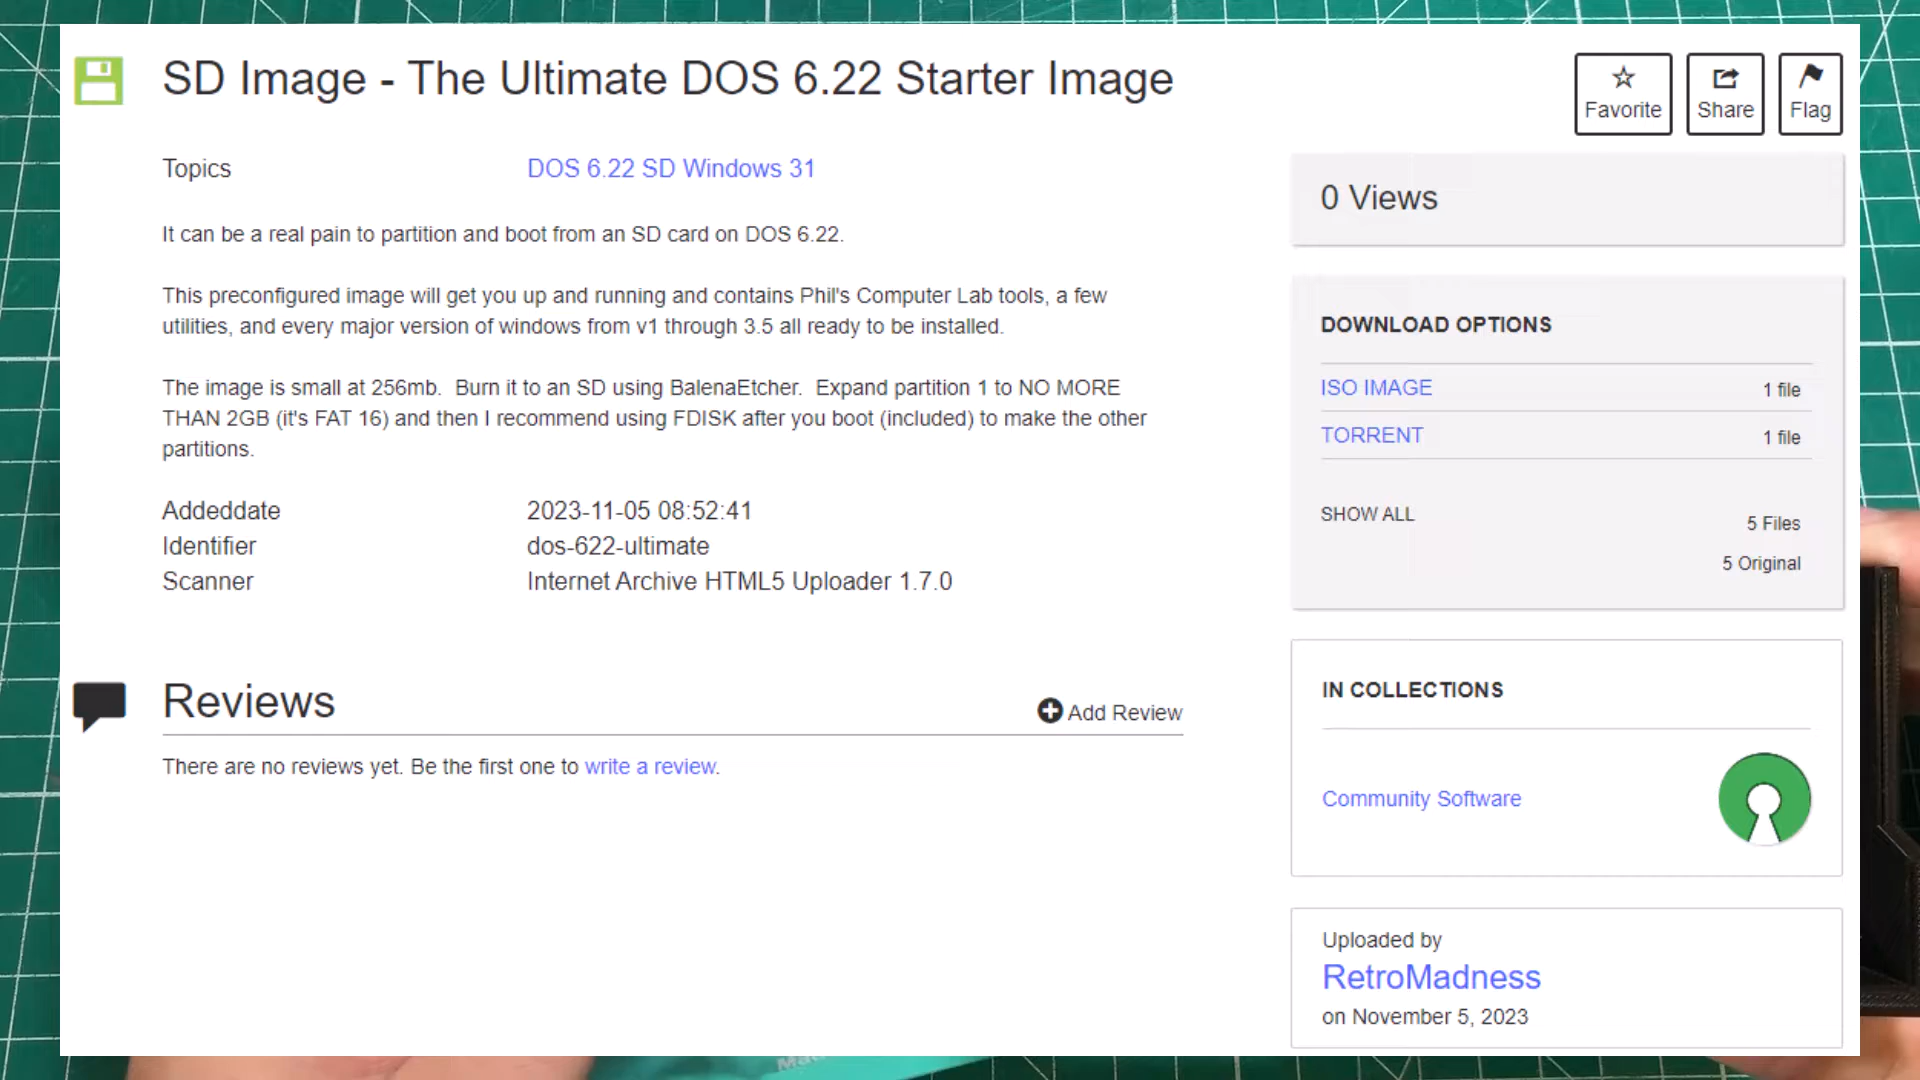 SD Image - The Ultimate DOS 6.22 Starter Image
Favorite
Share
Flag
Topics
DOS 6.22 SD Windows 31
It can be a real pain to partition and boot from an SD card on DOS 6.22.
This preconfigured image will get you up and running and contains Phil's Computer Lab tools, a few
utilities, and every major version of windows from v1 through 3.5 all ready to be installed.
The image is small at 256mb.  Burn it to an SD using BalenaEtcher.  Expand partition 1 to NO MORE
THAN 2GB (it's FAT 16) and then I recommend using FDISK after you boot (included) to make the other
partitions.
Addeddate
2023-11-05 08:52:41
Identifier
dos-622-ultimate
Scanner
Internet Archive HTML5 Uploader 1.7.0
Reviews
Add Review
There are no reviews yet. Be the first one to write a review.
0 Views
DOWNLOAD OPTIONS
ISO IMAGE
1 file
TORRENT
1 file
SHOW ALL
5 Files
5 Original
IN COLLECTIONS
Community Software
Uploaded by
RetroMadness
on November 5, 2023